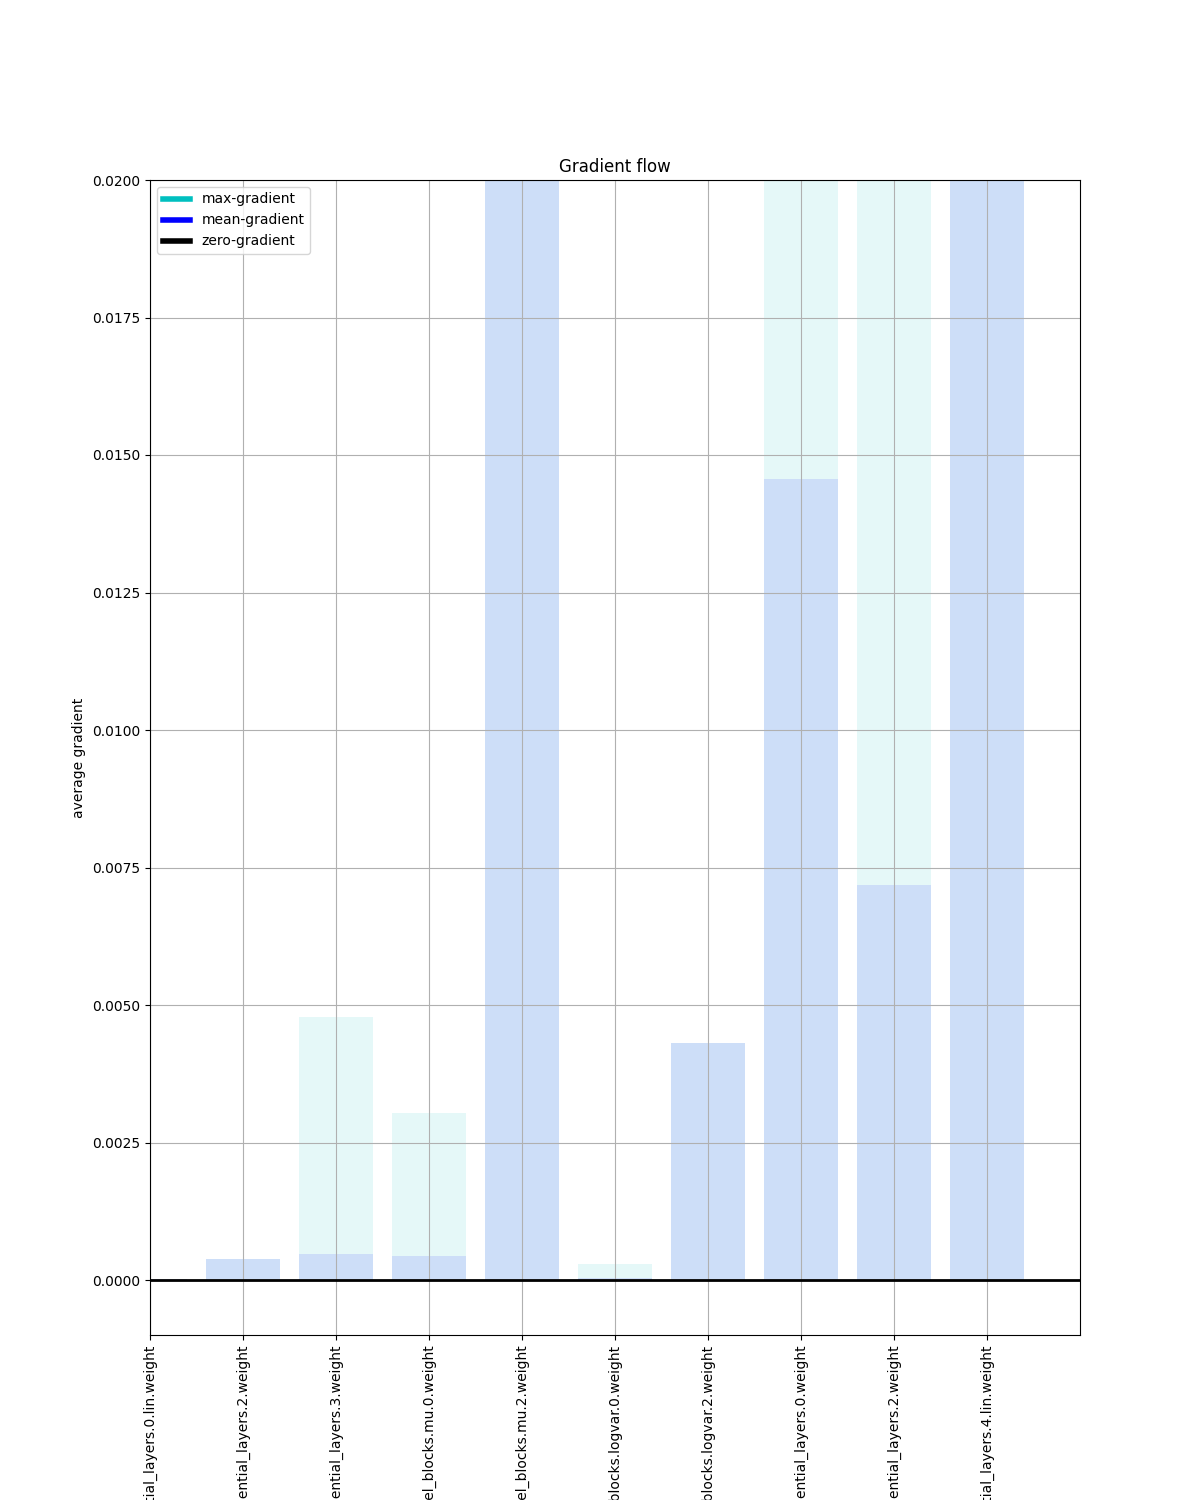 Gradient flow
max-gradient
mean-gradient
zero-gradient
0.0200
0.0175
0.0150
0.0125
0.0100
0.0075
0.0050
0.0025
0.0000
average gradient
tial_layers.0.lin.weight
ential_layers.2.weight
ential_layers.3.weight
el_blocks.mu.0.weight
el_blocks.mu.2.weight
blocks.logvar.0.weight
blocks.logvar.2.weight
ential_layers.0.weight
ential_layers.2.weight
tial_layers.4.lin.weight